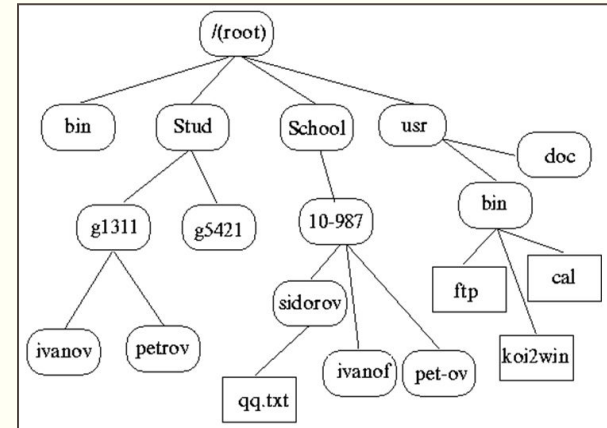 /(root)
bin
Stud
School
usr
doc
g1311
g5421
10-987
bin
sidorov
ftp
cal
ivanov
petrov
ivanof
pet-ov
koi2win
qq.txt